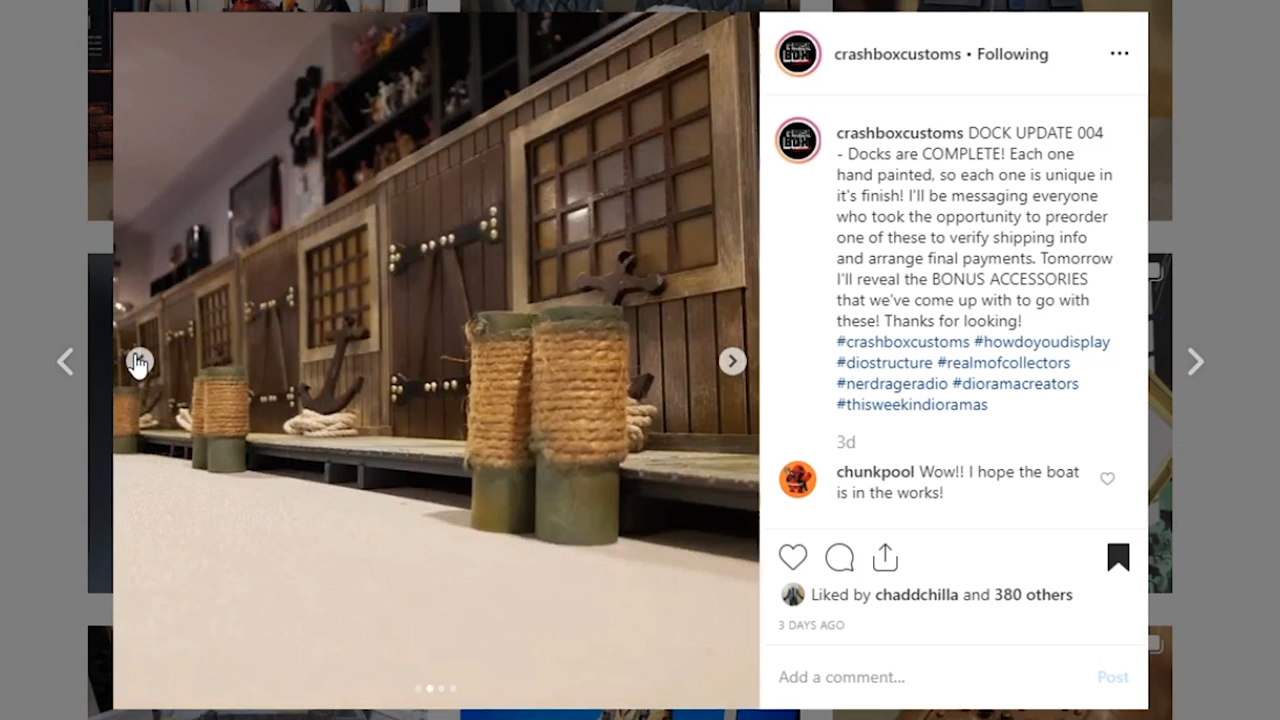 crashboxcustoms • Following
crashboxcustoms DOCK UPDATE 004
- Docks are COMPLETE! Each one
hand painted, so each one is unique in
it's finish! I'll be messaging everyone
who took the opportunity to preorder
one of these to verify shipping info
and arrange final payments. Tomorrow
I'll reveal the BONUS ACCESSORIES
that we've come up with to go with
these! Thanks for looking!
#crashboxcustoms #howdoyoudisplay
#diostructure #realmofcollectors
#nerdrageradio #dioramacreators
#thisweekindioramas
3d
chunkpool Wow!! I hope the boat
is in the works!
Liked by chaddchilla and 380 others
3 DAYS AGO
Add a comment...
Post